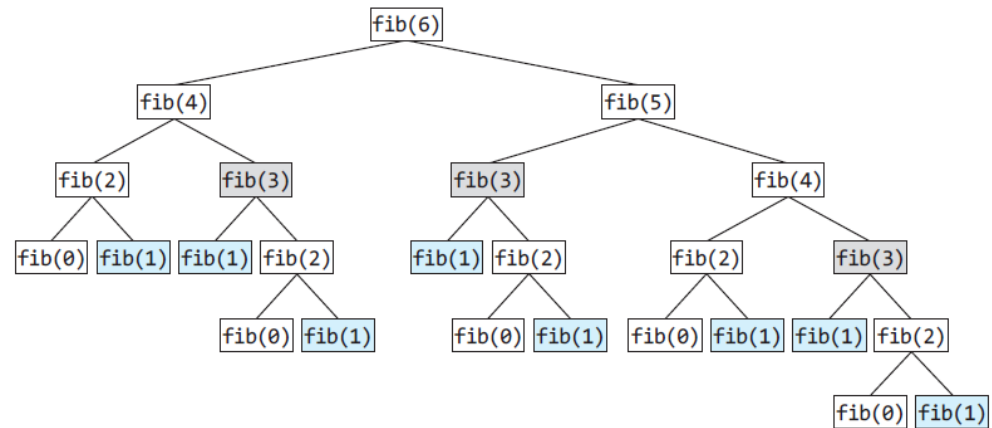 fib(6)
fib(4) fib(5)
fib(2) fib(3) fib(3) fib(4)
fib(0) fib(1) fib(1) fib(2) fib(1) fib(2) fib(2) fib(3)
fib(0) fib(1) fib(0) fib(1) fib(0) fib(1) fib(1) fib(2)
fib(0) fib(1)